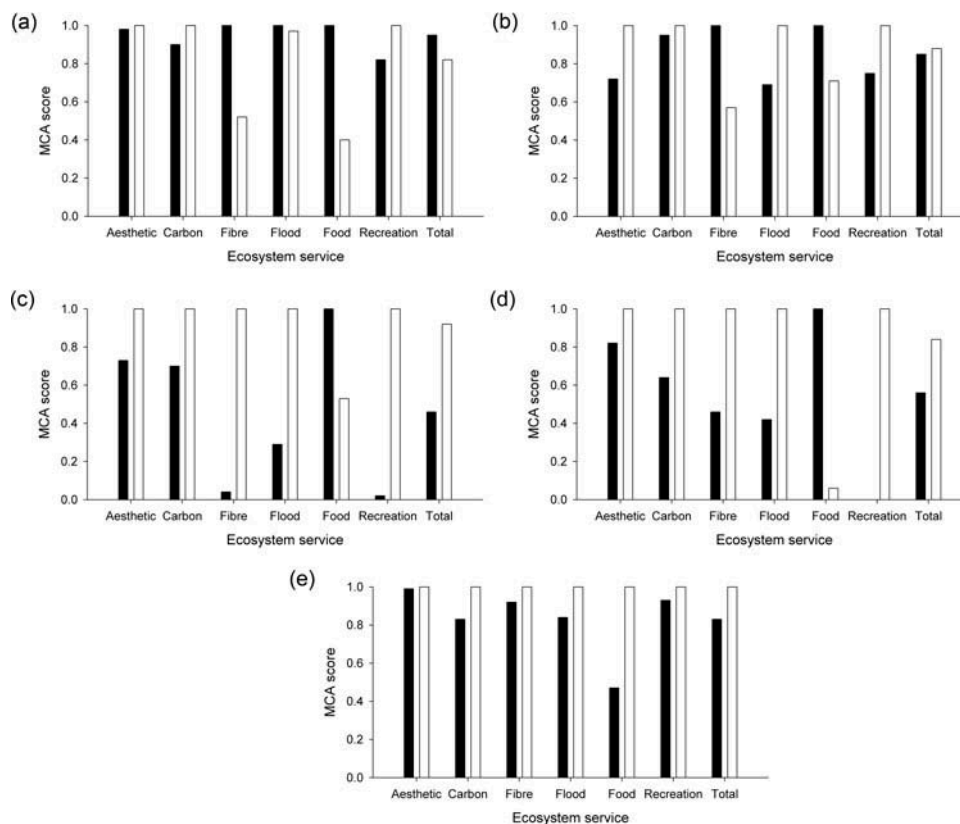 (a)
1.0
0.8
0.6
0.4
0.2
0.0
MCA score
Aesthetic Carbon Fibre Flood Food Recreation Total
Ecosystem service
(b)
1.0
0.8
0.6
0.4
0.2
0.0
MCA score
Aesthetic Carbon Fibre Flood Food Recreation Total
Ecosystem service
(c)
1.0
0.8
0.6
0.4
0.2
0.0
MCA score
Aesthetic Carbon Fibre Flood Food Recreation Total
Ecosystem service
(d)
1.0
0.8
0.6
0.4
0.2
0.0
MCA score
Aesthetic Carbon Fibre Flood Food Recreation Total
Ecosystem service
(e)
1.0
0.8
0.6
0.4
0.2
0.0
MCA score
Aesthetic Carbon Fibre Flood Food Recreation Total
Ecosystem service